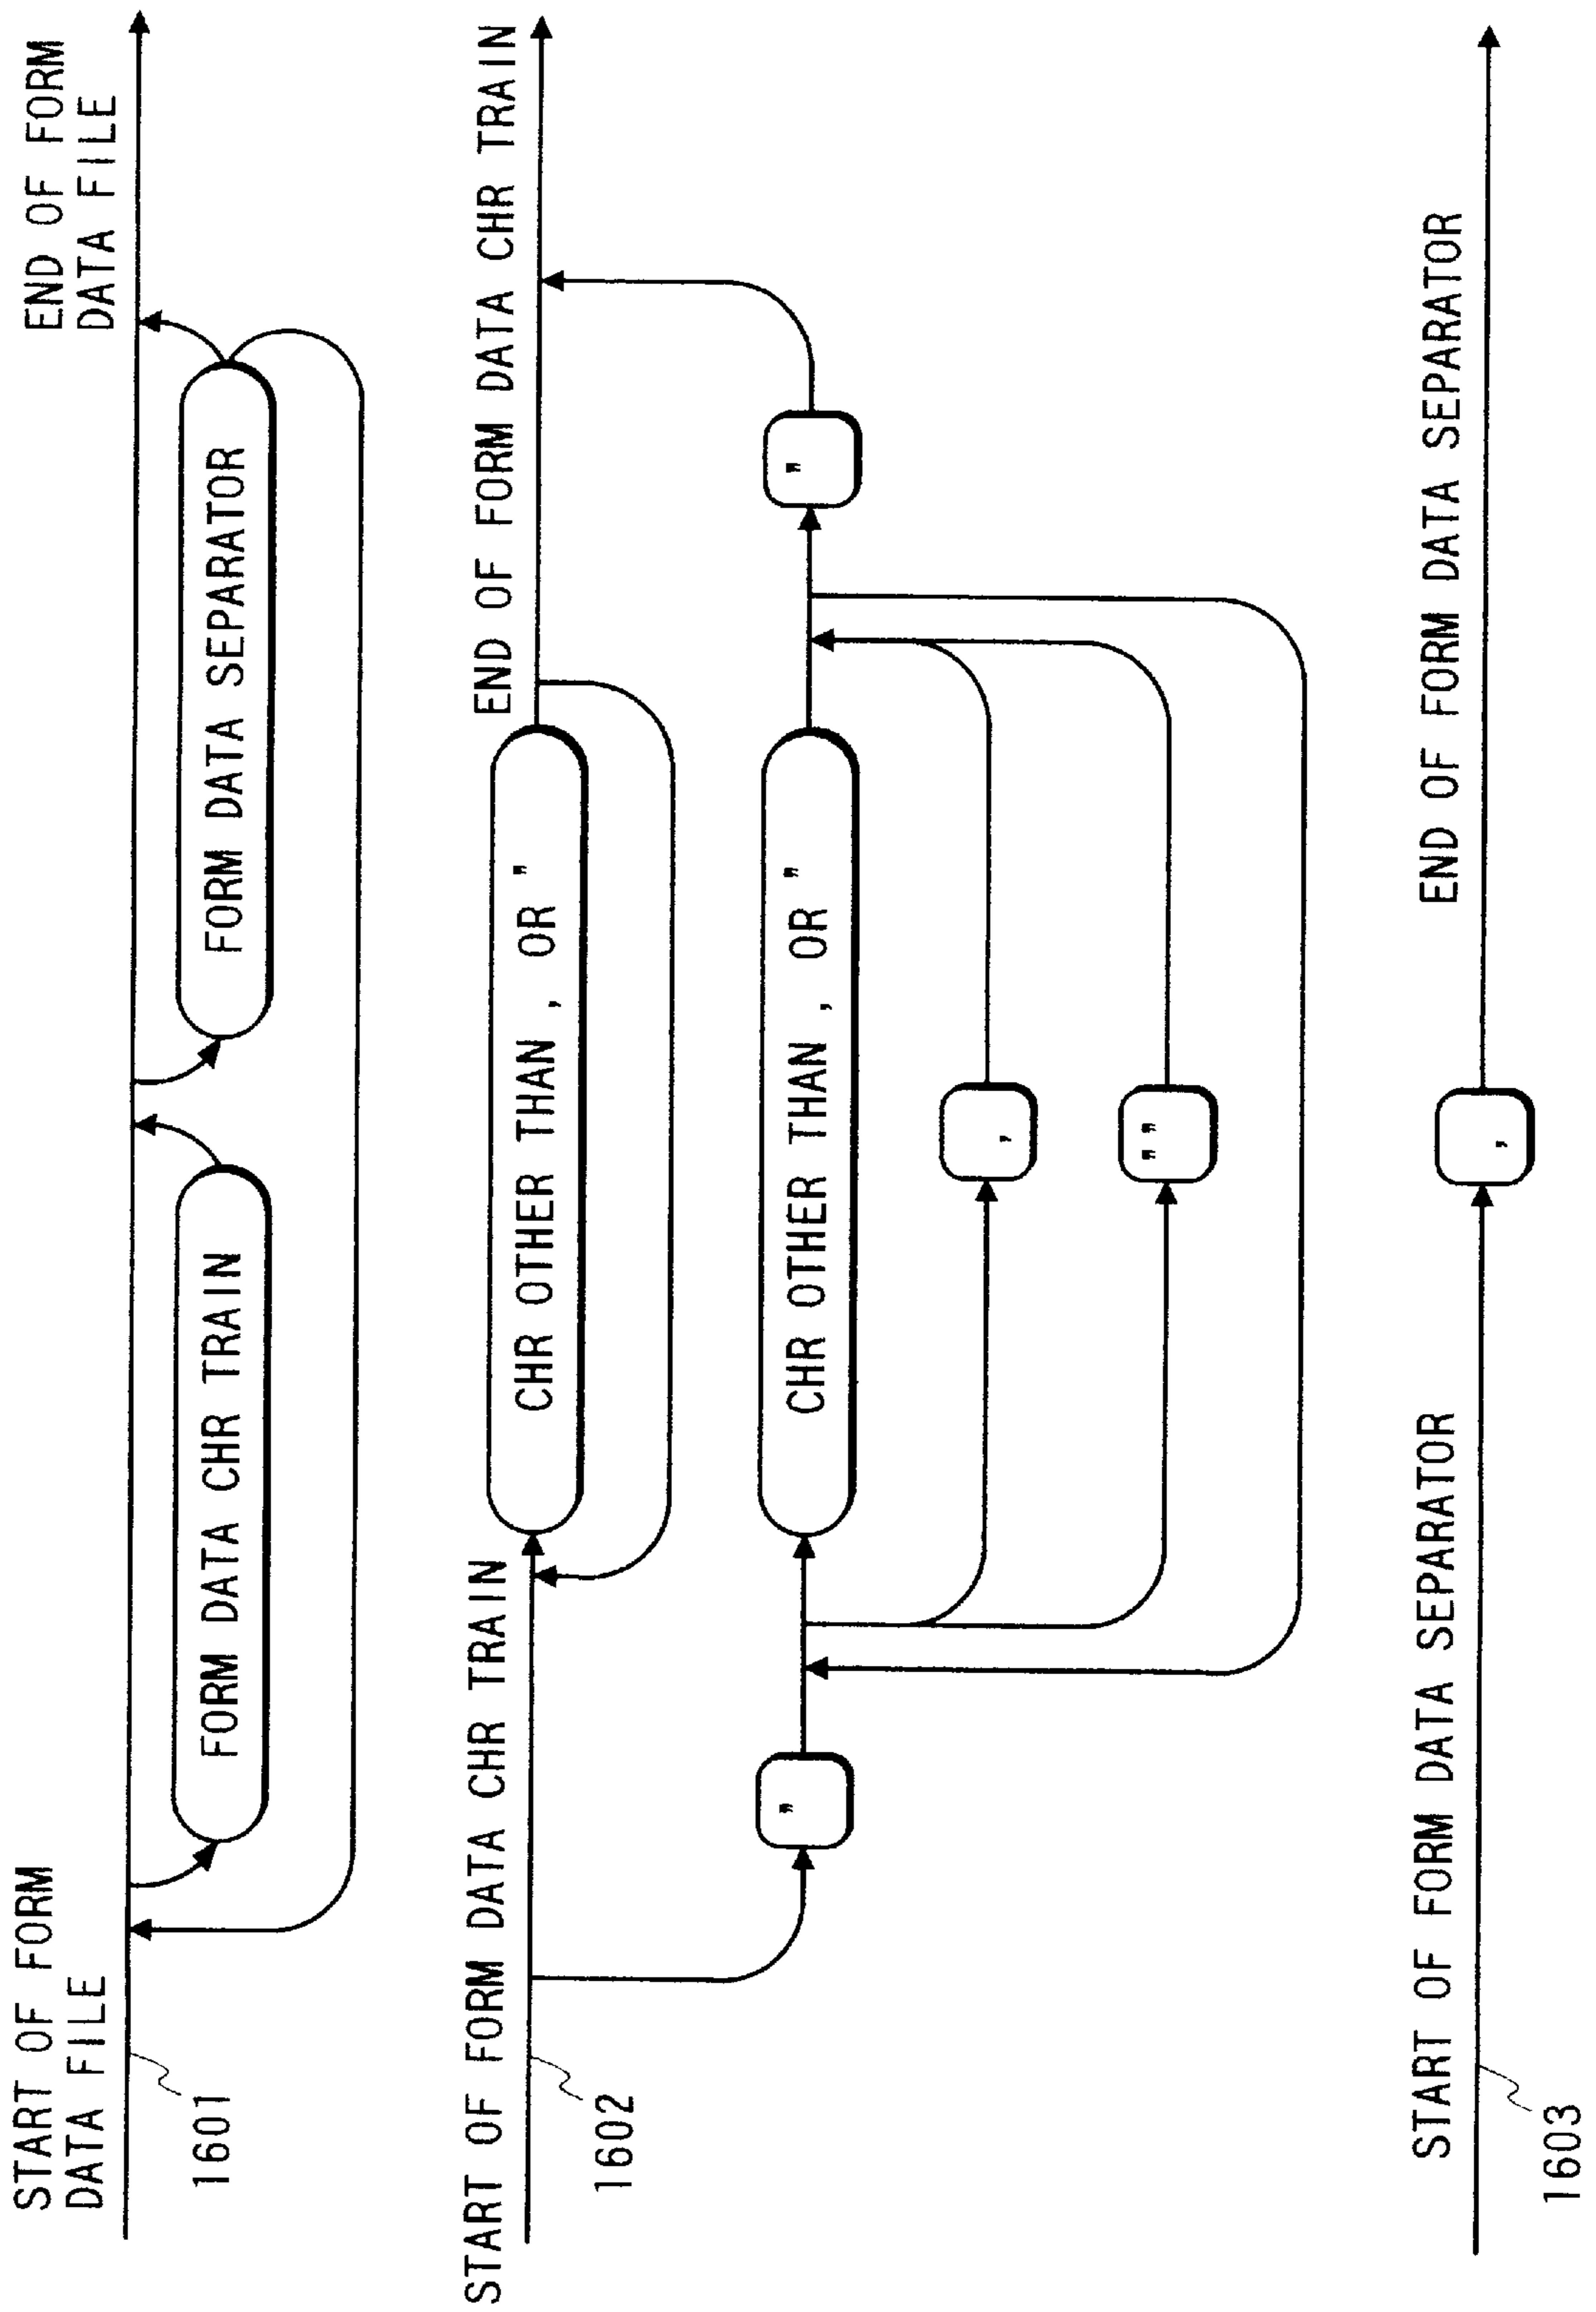 START OF FORM
DATA FILE
END OF FORM
DATA FILE
1601
FORM DATA CHR TRAIN
FORM DATA SEPARATOR
START OF FORM DATA CHR TRAIN
END OF FORM DATA CHR TRAIN
1602
CHR OTHER THAN , OR "
"
CHR OTHER THAN , OR "
"
,
""
START OF FORM DATA SEPARATOR
END OF FORM DATA SEPARATOR
1603
,